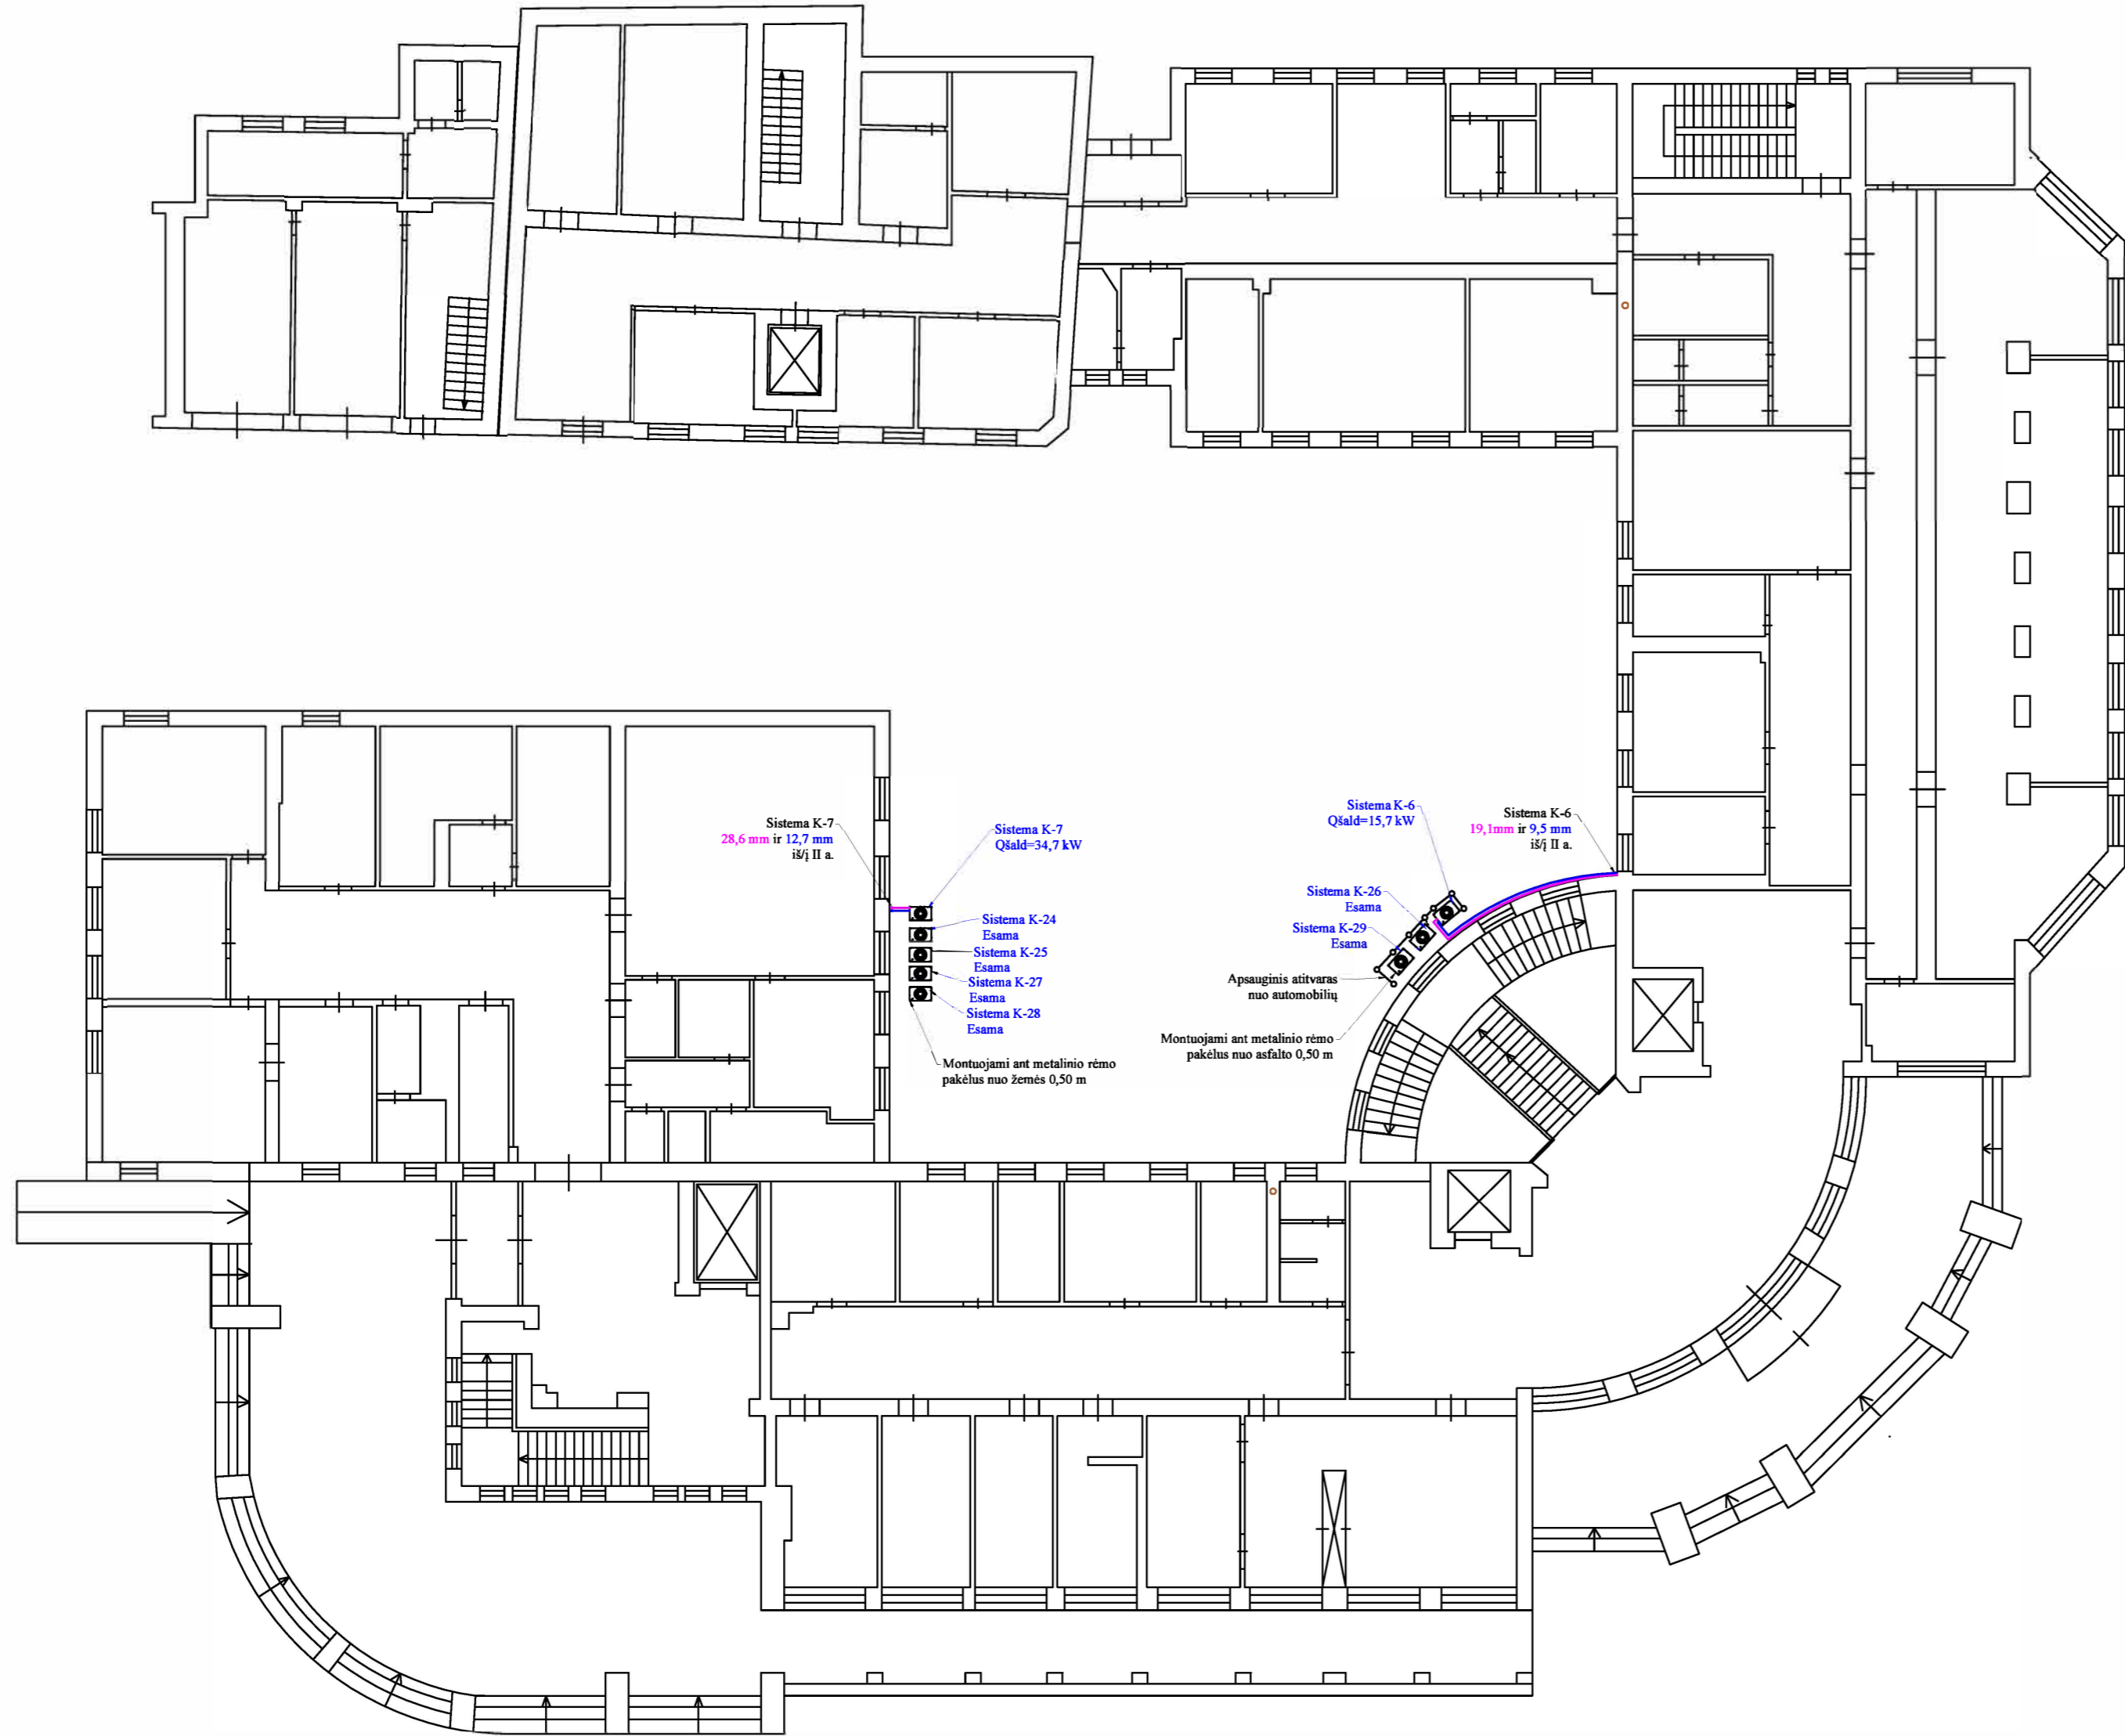 Sistema K-7
28,6 mm ir 12,7 mm
iš/į II a.
Sistema K-7
Qšald=34,7 kW
Sistema K-24
Esama
Sistema K-25
Esama
Sistema K-27
Esama
Sistema K-28
Esama
Montuojami ant metalinio rėmo
pakėlus nuo žemės 0,50 m
Sistema K-6
Qšald=15,7 kW
Sistema K-6
19,1mm ir 9,5 mm
iš/į II a.
Sistema K-26
Esama
Sistema K-29
Esama
Apsauginis atitvaras
nuo automobilių
Montuojami ant metalinio rėmo
pakėlus nuo asfalto 0,50 m